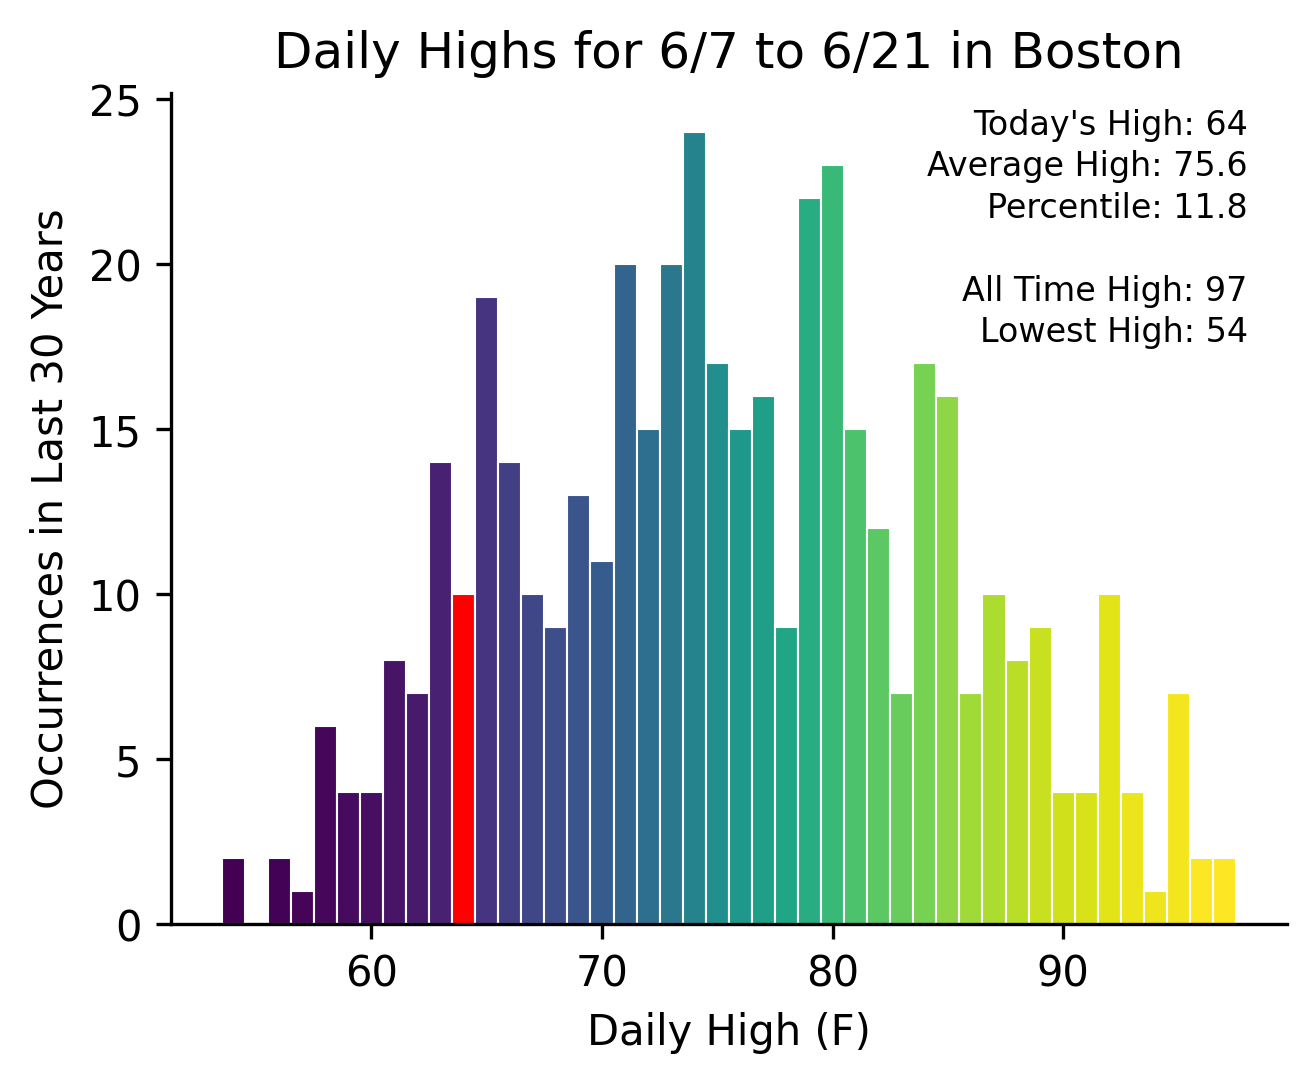 Daily Highs for 6/7 to 6/21 in Boston
Today's High: 64
Average High: 75.6
Percentile: 11.8
All Time High: 97
Lowest High: 54
Occurrences in Last 30 Years
25
20
15
10
5
0
60 70 80 90
Daily High (F)